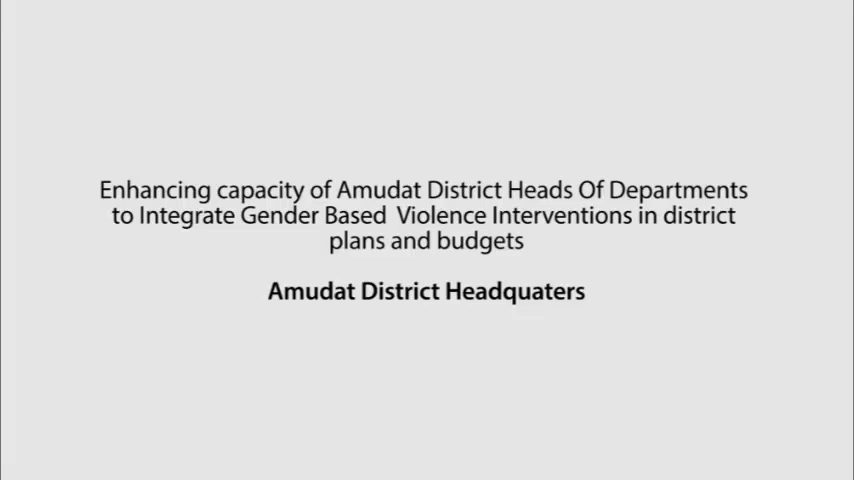 Enhancing capacity of Amudat District Heads Of Departments
to Integrate Gender Based  Violence Interventions in district
plans and budgets
Amudat District Headquaters